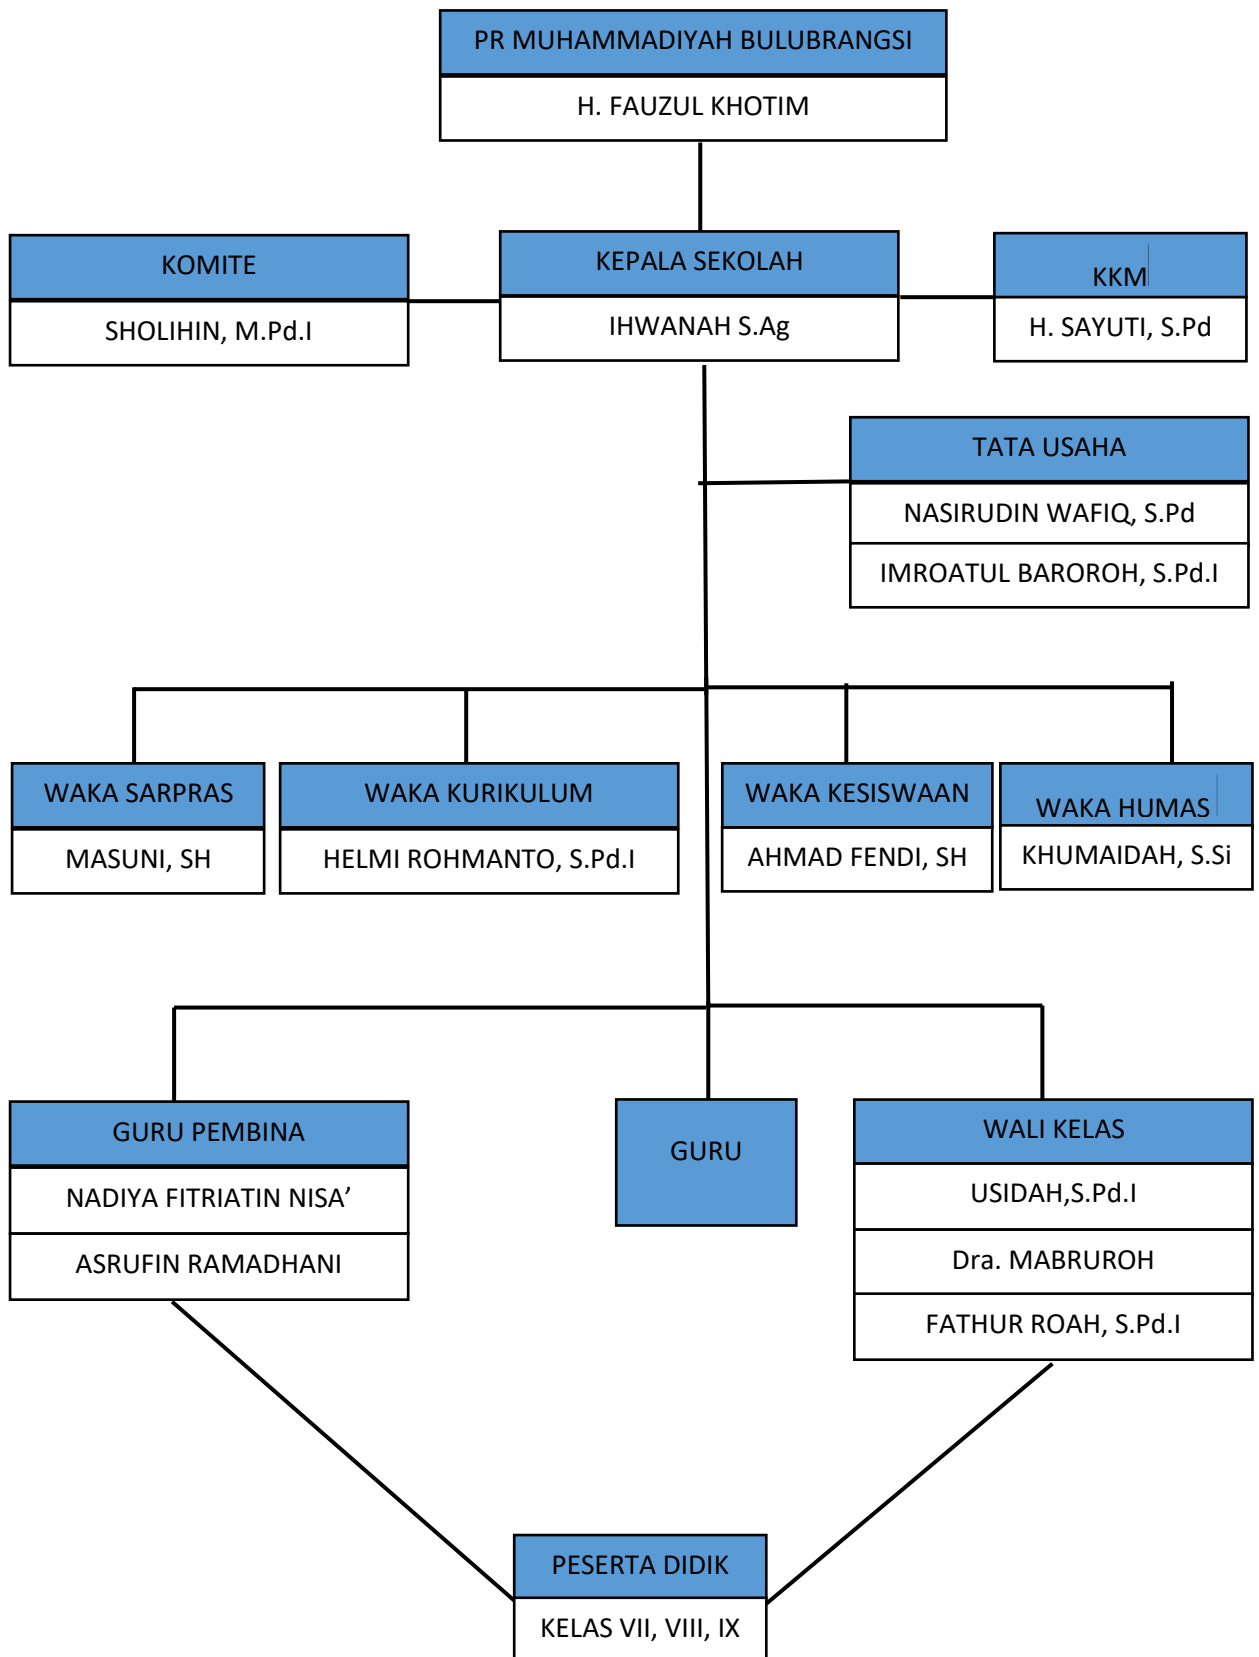 PR MUHAMMADIYAH BULUBRANGSI
H. FAUZUL KHOTIM
KOMITE
SHOLIHIN, M.Pd.I
KEPALA SEKOLAH
IHWANAH S.Ag
KKM
H. SAYUTI, S.Pd
TATA USAHA
NASIRUDIN WAFIQ, S.Pd
IMROATUL BAROROH, S.Pd.I
WAKA SARPRAS
MASUNI, SH
WAKA KURIKULUM
HELMI ROHMANTO, S.Pd.I
WAKA KESISWAAN
AHMAD FENDI, SH
WAKA HUMAS
KHUMAIDAH, S.Si
GURU PEMBINA
NADIYA FITRIATIN NISA’
ASRUFIN RAMADHANI
GURU
WALI KELAS
USIDAH,S.Pd.I
Dra. MABRUROH
FATHUR ROAH, S.Pd.I
PESERTA DIDIK
KELAS VII, VIII, IX